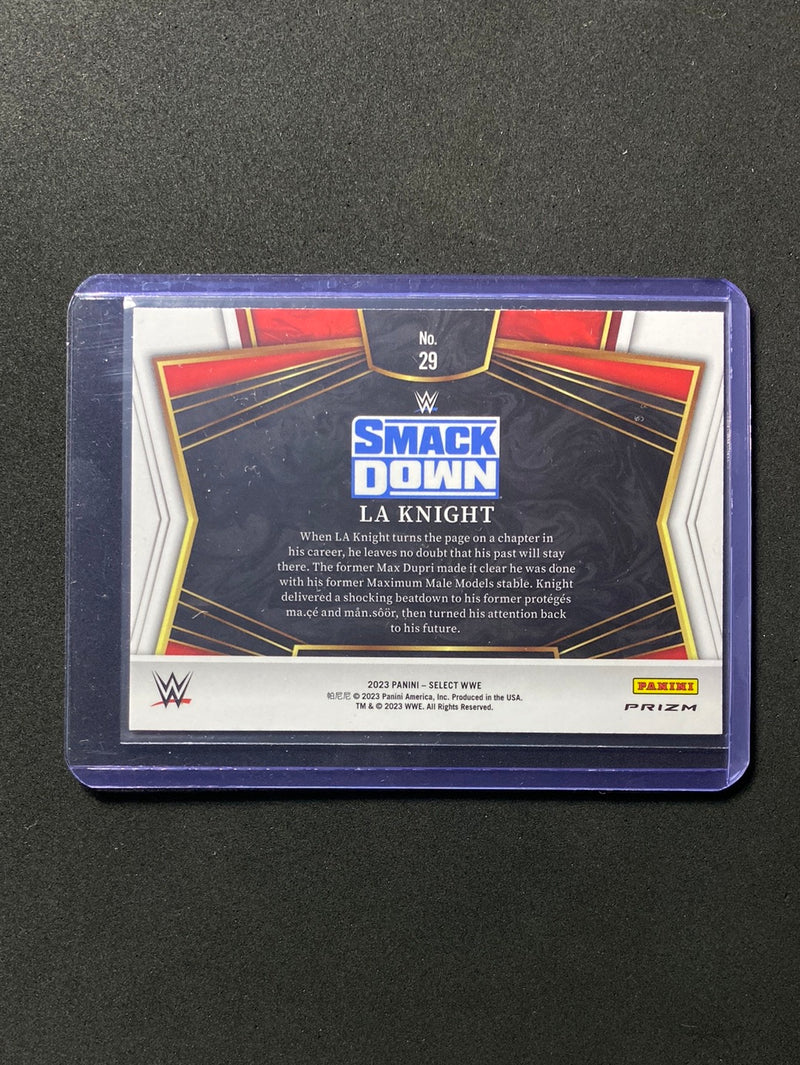 No.
29
W
SMACK
DOWN
LA KNIGHT
When LA Knight turns the page on a chapter in
his career, he leaves no doubt that his past will stay
there. The former Max Dupri made it clear he was done
with his former Maximum Male Models stable. Knight
delivered a shocking beatdown to his former protégés
ma.çé and mån.sôör, then turned his attention back
to his future.
W
2023 PANINI – SELECT WWE
帕尼尼 © 2023 Panini America, Inc. Produced in the USA.
TM & © 2023 WWE. All Rights Reserved.
PANINI
PRIZM